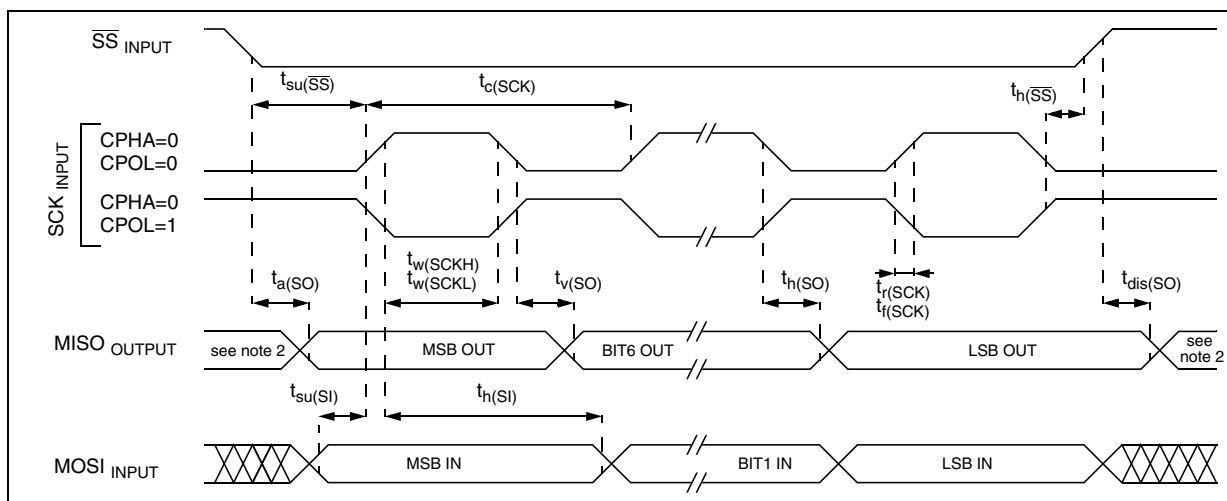 SS INPUT
tsu(SS)
tc(SCK)
th(SS)
SCK INPUT
CPHA=0
CPOL=0
CPHA=0
CPOL=1
ta(SO)
tw(SCKH)
tw(SCKL)
tv(SO)
th(SO)
tr(SCK)
tf(SCK)
tdis(SO)
MISO OUTPUT
see note 2
MSB OUT
BIT6 OUT
LSB OUT
see
note 2
tsu(SI)
th(SI)
MOSI INPUT
MSB IN
BIT1 IN
LSB IN